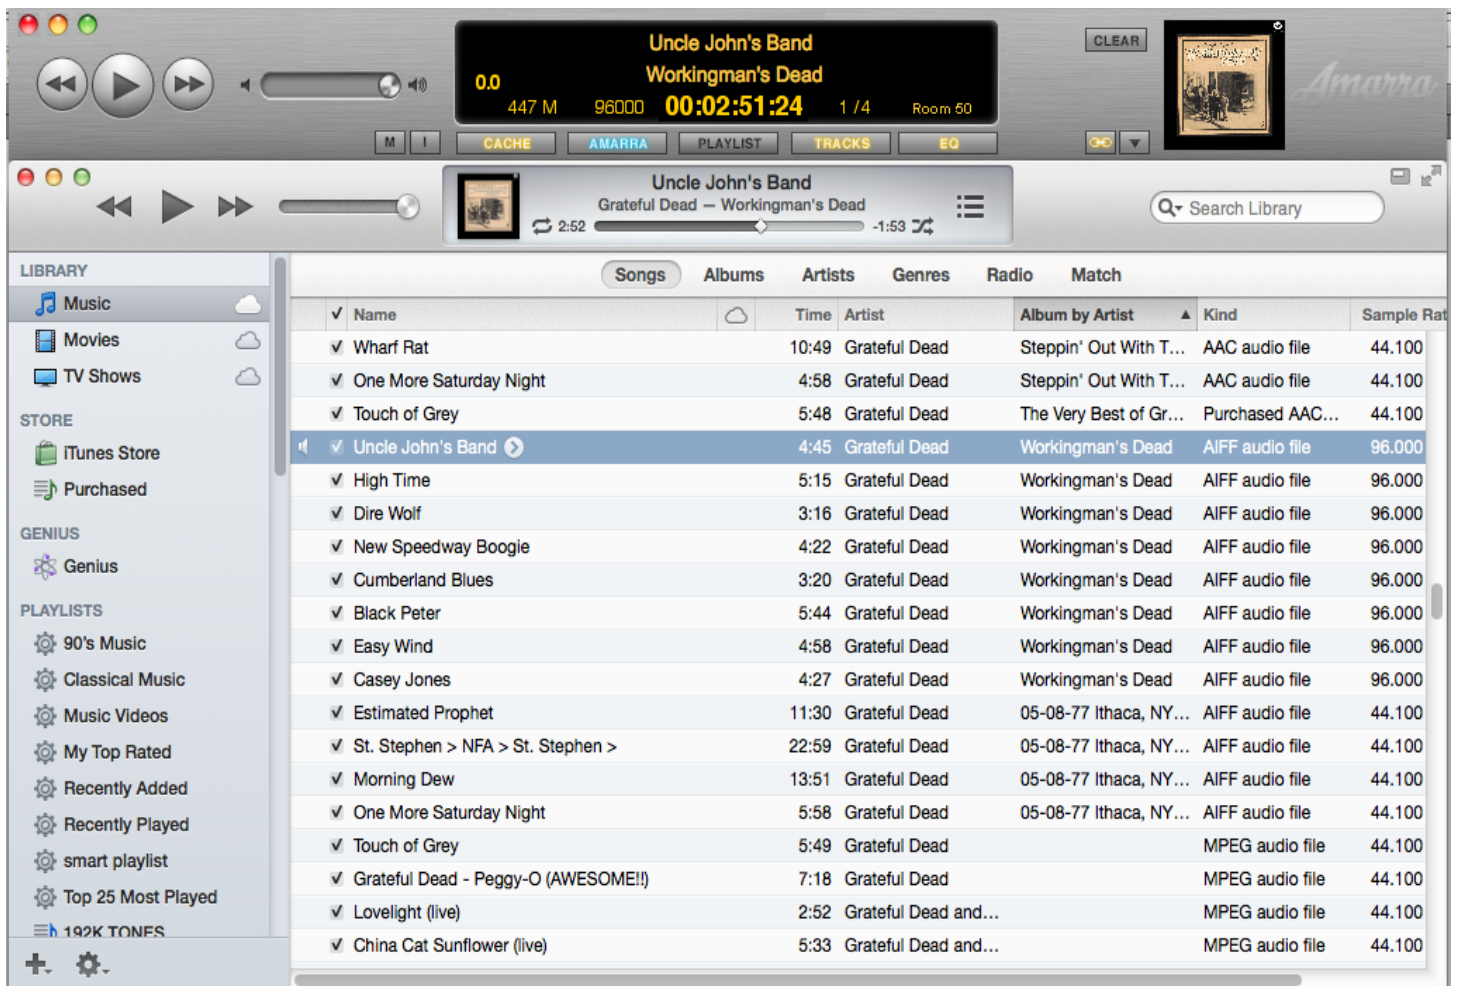 Uncle John's Band
CLEAR
Workingman's Dead
Amarra
0.0
447 M 96000 00:02:51:24 1 / 4 Room 50
M I CACHE AMARRA PLAYLIST TRACKS EQ
Uncle John's Band
Grateful Dead — Workingman's Dead
2:52 -1:53
Search Library
LIBRARY
Music
Movies
TV Shows
STORE
iTunes Store
Purchased
GENIUS
Genius
PLAYLISTS
90's Music
Classical Music
Music Videos
My Top Rated
Recently Added
Recently Played
smart playlist
Top 25 Most Played
192K TONES
Songs Albums Artists Genres Radio Match
✓ Name Time Artist Album by Artist ▲ Kind Sample Rat
✓ Wharf Rat 10:49 Grateful Dead Steppin' Out With T... AAC audio file 44.100
✓ One More Saturday Night 4:58 Grateful Dead Steppin' Out With T... AAC audio file 44.100
✓ Touch of Grey 5:48 Grateful Dead The Very Best of Gr... Purchased AAC... 44.100
✓ Uncle John's Band 4:45 Grateful Dead Workingman's Dead AIFF audio file 96.000
✓ High Time 5:15 Grateful Dead Workingman's Dead AIFF audio file 96.000
✓ Dire Wolf 3:16 Grateful Dead Workingman's Dead AIFF audio file 96.000
✓ New Speedway Boogie 4:22 Grateful Dead Workingman's Dead AIFF audio file 96.000
✓ Cumberland Blues 3:20 Grateful Dead Workingman's Dead AIFF audio file 96.000
✓ Black Peter 5:44 Grateful Dead Workingman's Dead AIFF audio file 96.000
✓ Easy Wind 4:58 Grateful Dead Workingman's Dead AIFF audio file 96.000
✓ Casey Jones 4:27 Grateful Dead Workingman's Dead AIFF audio file 96.000
✓ Estimated Prophet 11:30 Grateful Dead 05-08-77 Ithaca, NY... AIFF audio file 44.100
✓ St. Stephen > NFA > St. Stephen > 22:59 Grateful Dead 05-08-77 Ithaca, NY... AIFF audio file 44.100
✓ Morning Dew 13:51 Grateful Dead 05-08-77 Ithaca, NY... AIFF audio file 44.100
✓ One More Saturday Night 5:58 Grateful Dead 05-08-77 Ithaca, NY... AIFF audio file 44.100
✓ Touch of Grey 5:49 Grateful Dead MPEG audio file 44.100
✓ Grateful Dead - Peggy-O (AWESOME!!) 7:18 Grateful Dead MPEG audio file 44.100
✓ Lovelight (live) 2:52 Grateful Dead and... MPEG audio file 44.100
✓ China Cat Sunflower (live) 5:33 Grateful Dead and... MPEG audio file 44.100